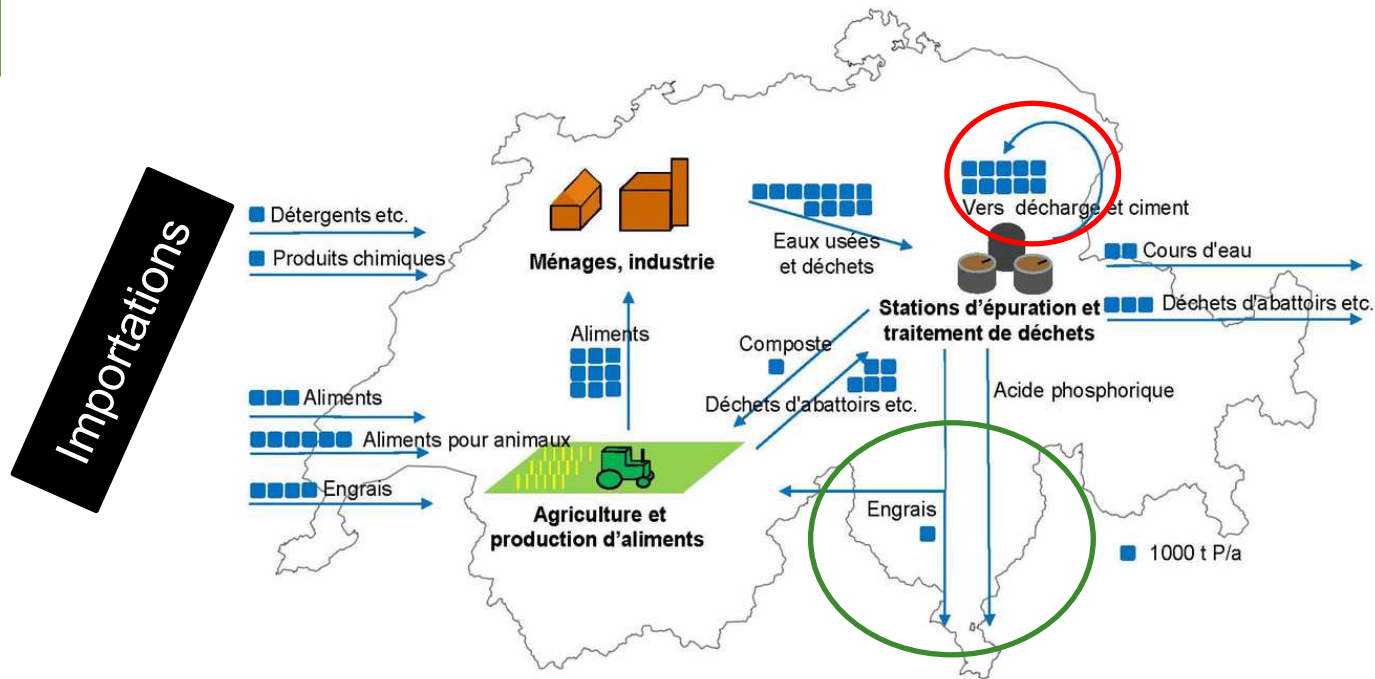 Importations
Détergents etc.
Produits chimiques
Aliments
Aliments pour animaux
Engrais
Ménages, industrie
Aliments
Agriculture et
production d'aliments
Eaux usées
et déchets
Vers décharge et ciment
Stations d’épuration et
traitement de déchets
Cours d'eau
Déchets d'abattoirs etc.
Composte
Déchets d'abattoirs etc.
Acide phosphorique
Engrais
1000 t P/a